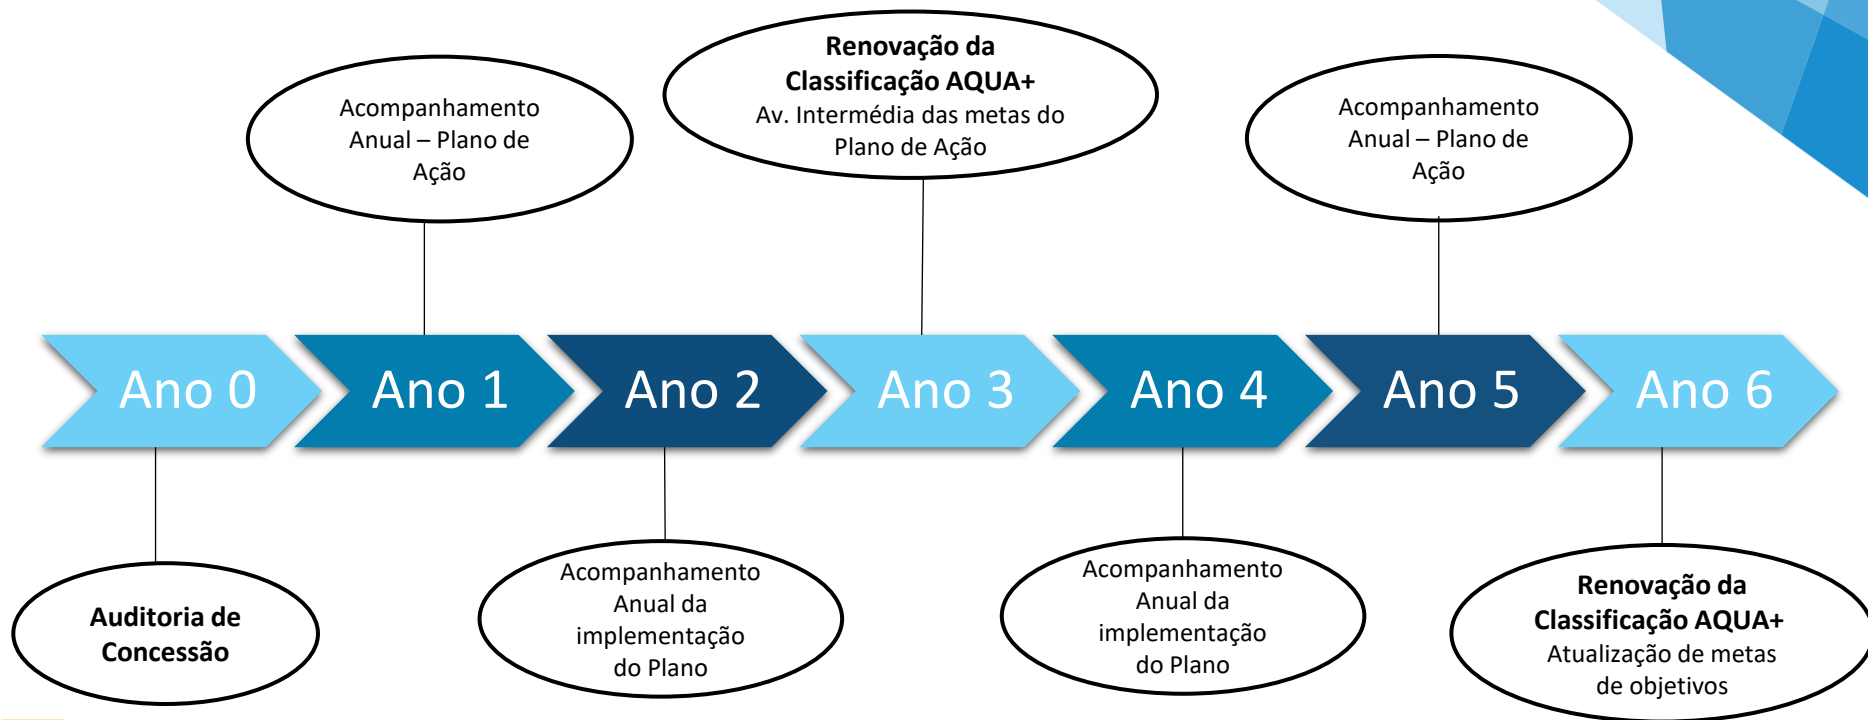 Renovação da
Classificação AQUA+
Av. Intermédia das metas do
Plano de Ação
Acompanhamento
Anual – Plano de
Ação
Acompanhamento
Anual – Plano de
Ação
Ano 0
Ano 1
Ano 2
Ano 3
Ano 4
Ano 5
Ano 6
Auditoria de
Concessão
Acompanhamento
Anual da
implementação
do Plano
Acompanhamento
Anual da
implementação
do Plano
Renovação da
Classificação AQUA+
Atualização de metas
de objetivos